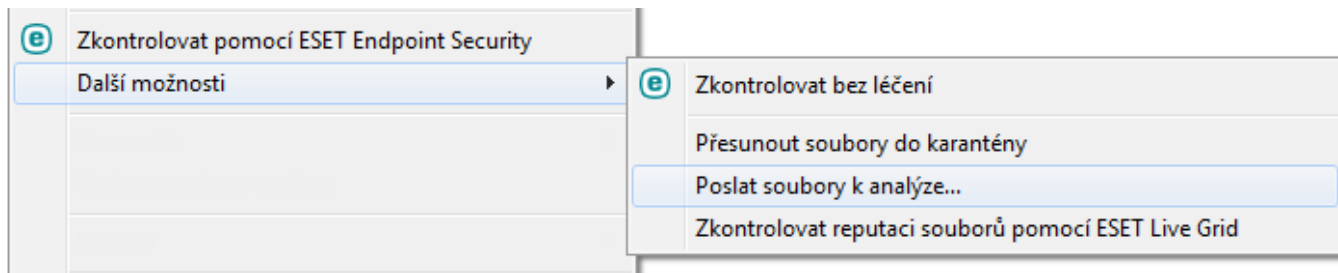 Zkontrolovat pomocí ESET Endpoint Security
Další možnosti
Zkontrolovat bez léčení
Přesunout soubory do karantény
Poslat soubory k analýze...
Zkontrolovat reputaci souborů pomocí ESET Live Grid